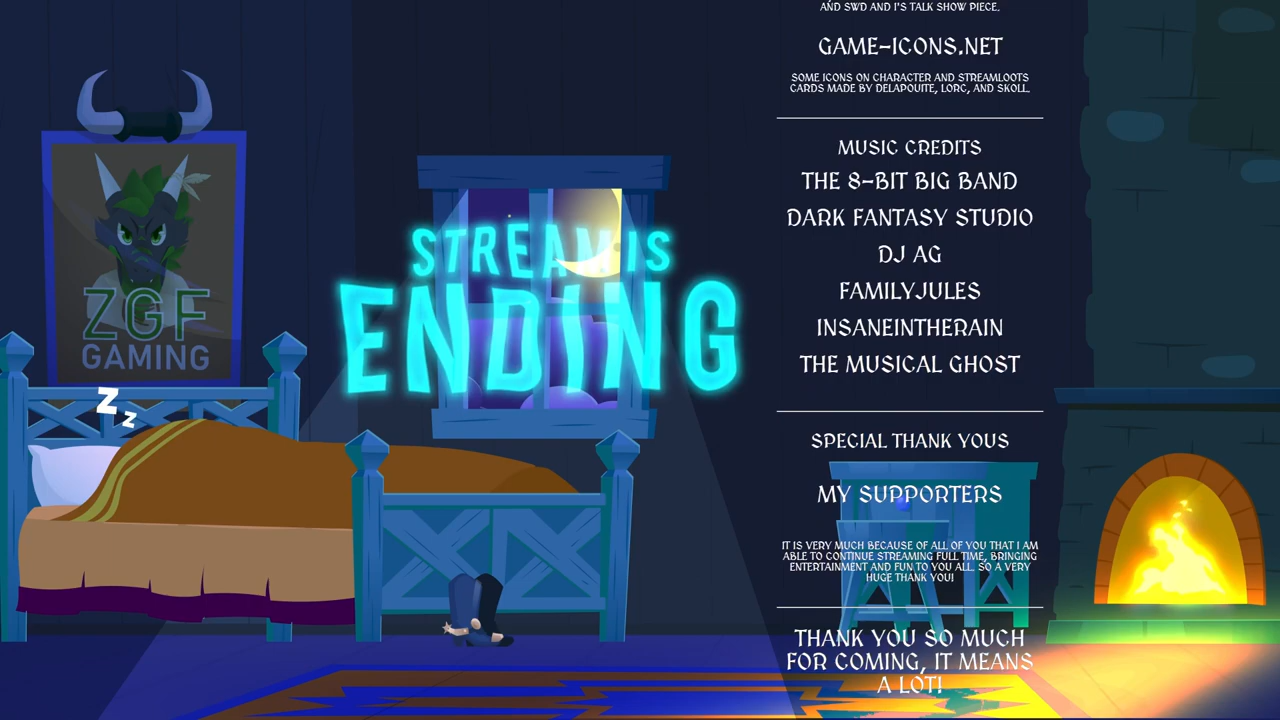 AND SWD AND I'S TALK SHOW PIECE.
GAME-ICONS.NET
SOME ICONS ON CHARACTER AND STREAMLOOTS
CARDS MADE BY DELAPOUITE, LORC, AND SKOLL.
MUSIC CREDITS
THE 8-BIT BIG BAND
DARK FANTASY STUDIO
DJ AG
FAMILYJULES
INSANEINTHERAIN
THE MUSICAL GHOST
SPECIAL THANK YOUS
MY SUPPORTERS
IT IS VERY MUCH BECAUSE OF ALL OF YOU THAT I AM
ABLE TO CONTINUE STREAMING FULL TIME, BRINGING
ENTERTAINMENT AND FUN TO YOU ALL. SO A VERY
HUGE THANK YOU!
THANK YOU SO MUCH
FOR COMING, IT MEANS
A LOT!
STREAM IS
ENDING
ZGF
GAMING
Z
Z